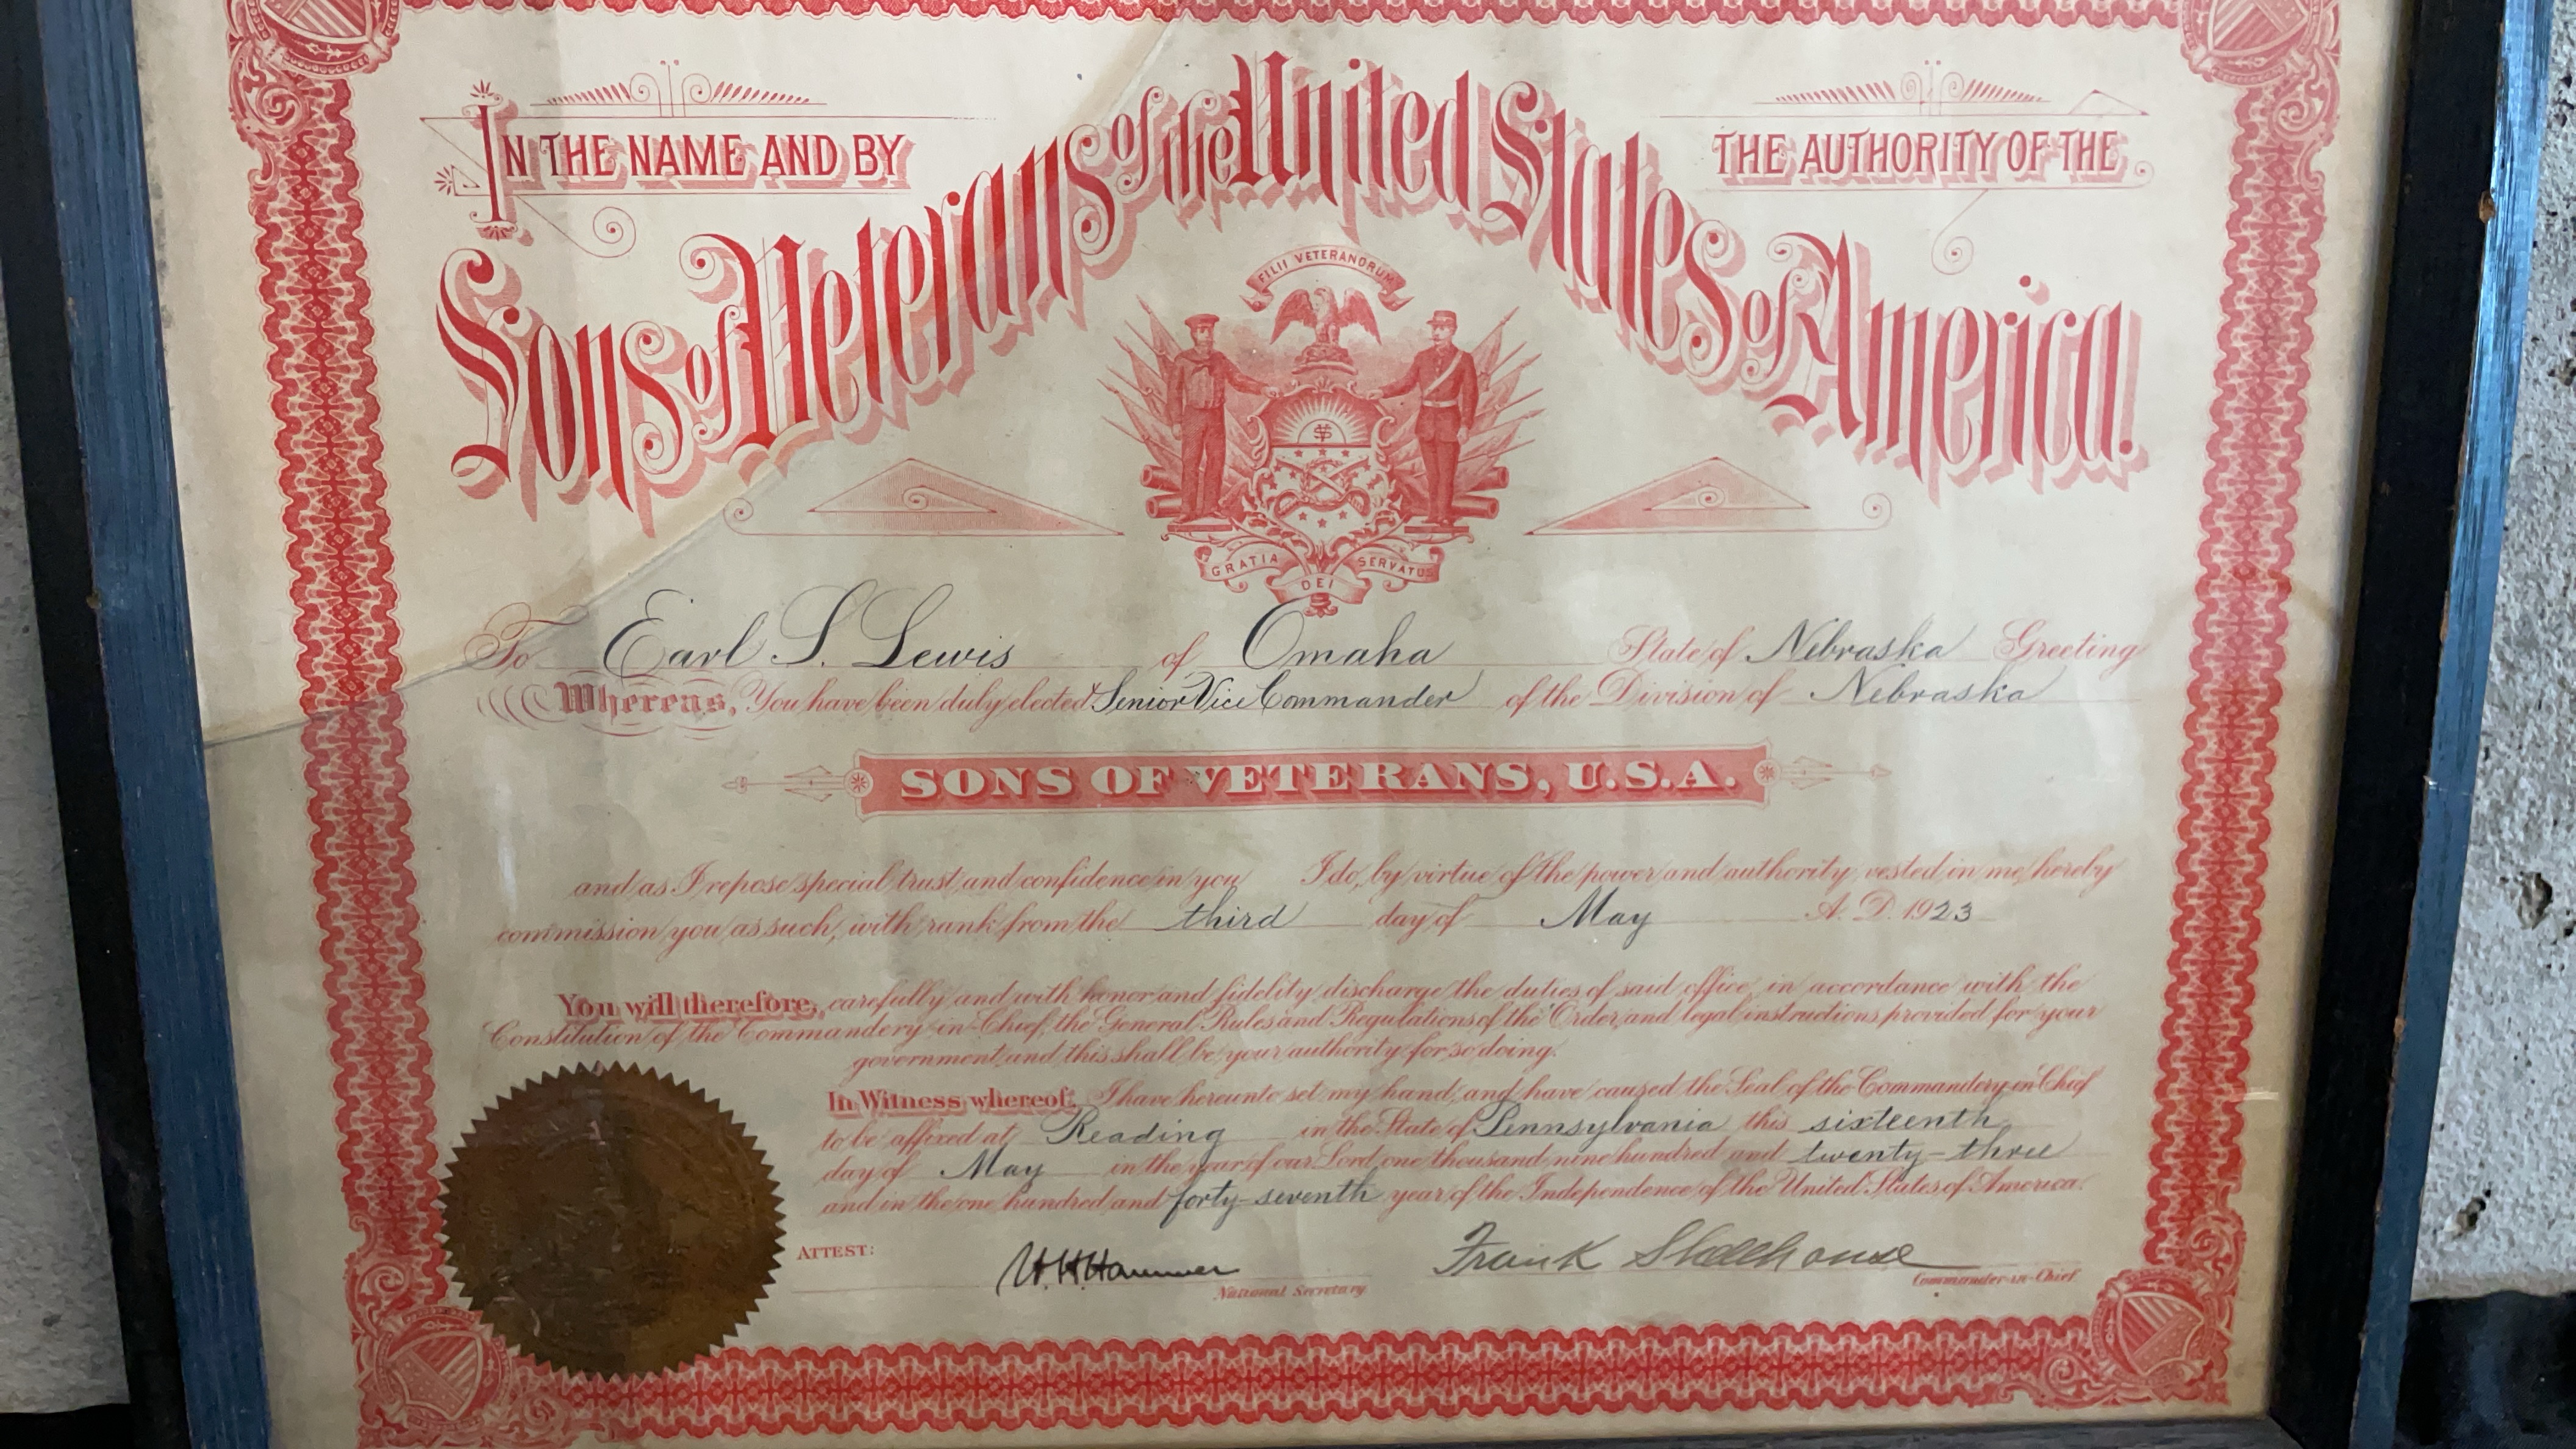 IN THE NAME AND BY
THE AUTHORITY OF THE
Sons of Veterans of the United States of America.
FILII VETERANORUM
SV
GRATIA DEI SERVATUS
To Earl S. Lewis of Omaha State of Nebraska Greeting
Whereas, You have been duly elected Senior Vice Commander of the Division of Nebraska
SONS OF VETERANS, U.S.A.
and as I repose special trust and confidence in you I do, by virtue of the power and authority vested in me, hereby
commission you as such, with rank from the third day of May A.D. 1923
You will therefore, carefully and with honor and fidelity discharge the duties of said office in accordance with the
Constitution of the Commandery-in-Chief, the General Rules and Regulations of the Order, and legal instructions provided for your
government, and this shall be your authority for so doing.
In Witness whereof, I have hereunto set my hand, and have caused the Seal of the Commandery-in-Chief
to be affixed at Reading in the State of Pennsylvania this sixteenth
day of May in the year of our Lord one thousand nine hundred and twenty-three
and in the one hundred and forty-seventh year of the Independence of the United States of America.
ATTEST:
H. H. Hammer
National Secretary
Frank Shellhouse
Commander-in-Chief